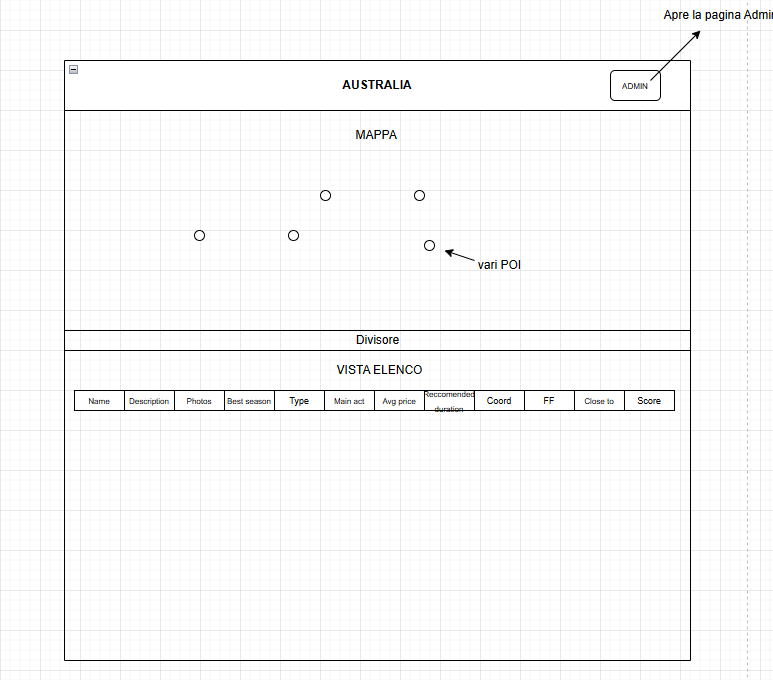 Apre la pagina Admin
AUSTRALIA
ADMIN
MAPPA
vari POI
Divisore
VISTA ELENCO
Name
Description
Photos
Best season
Type
Main act
Avg price
Reccomended
duration
Coord
FF
Close to
Score